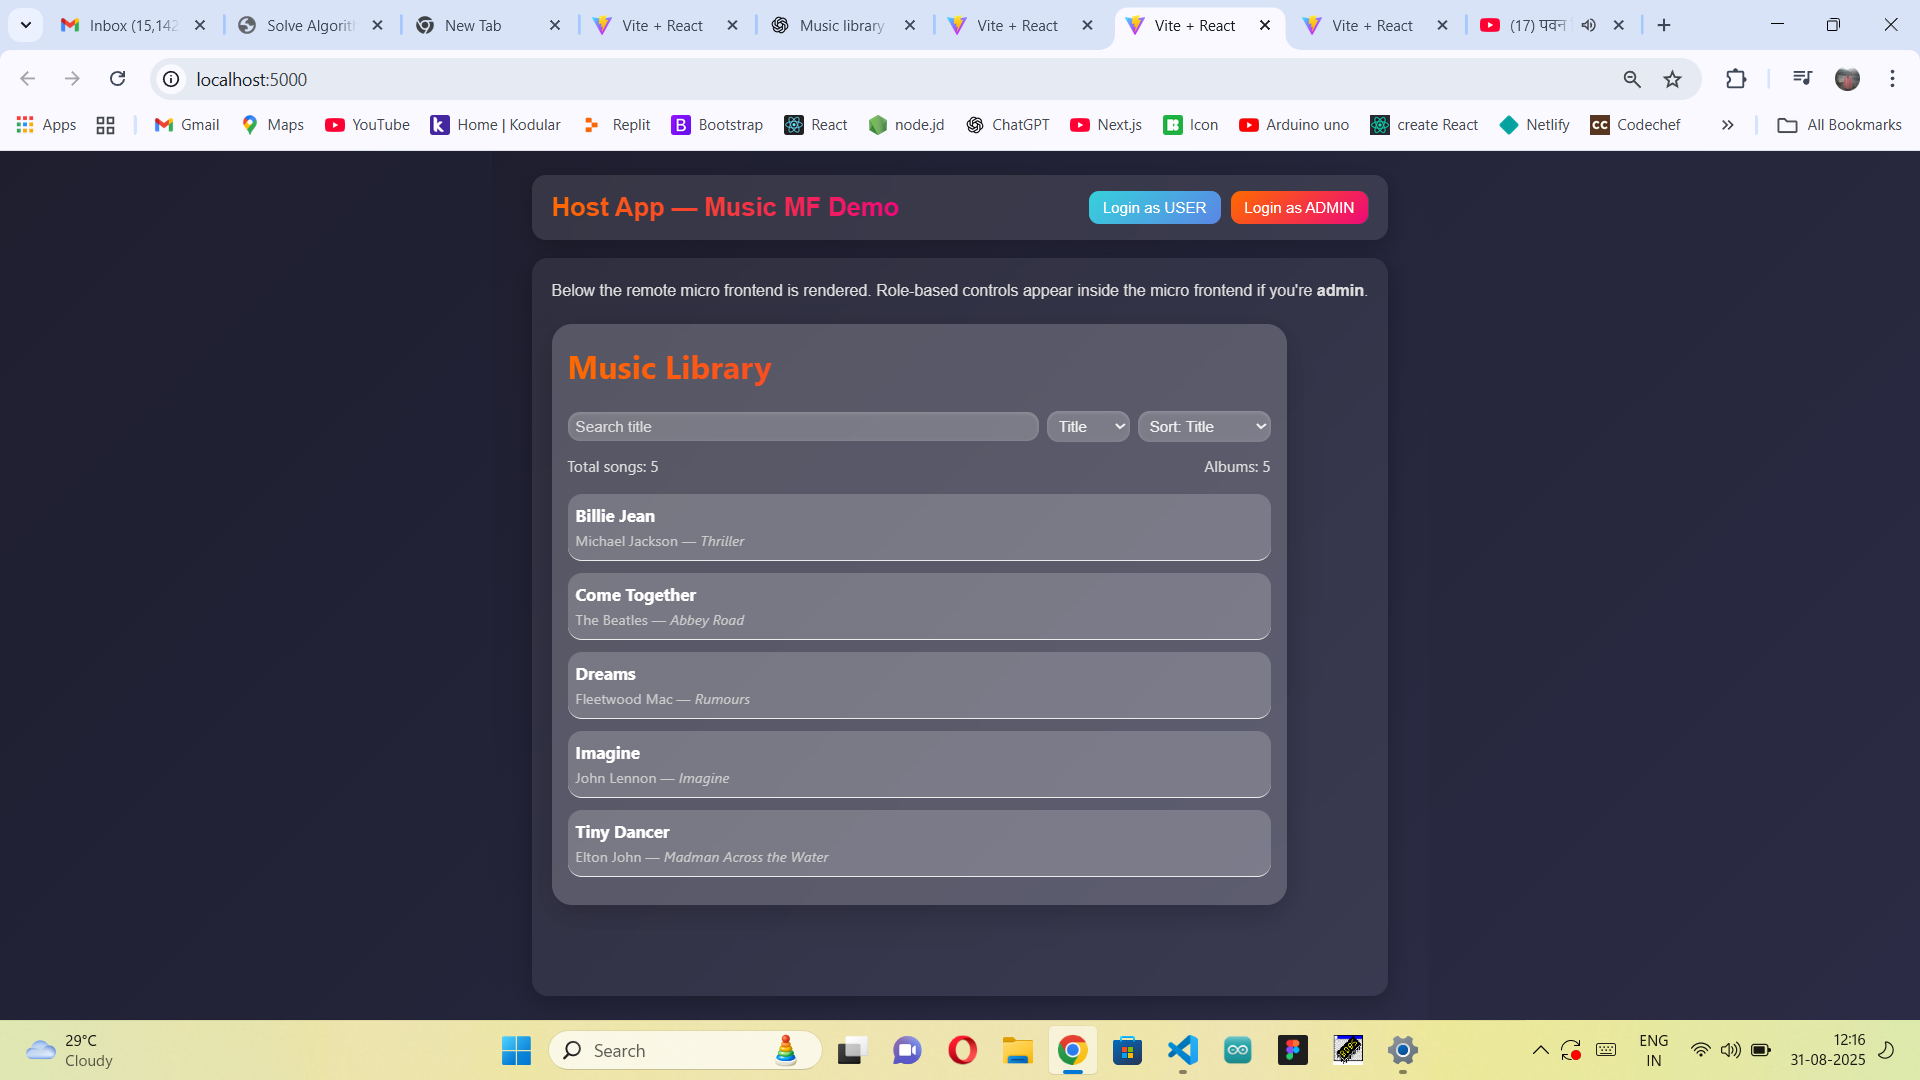 Inbox (15,142
Solve Algorit
New Tab
Vite + React
Music library
Vite + React
Vite + React
Vite + React
(17) पवन
localhost:5000
Apps
Gmail
Maps
YouTube
Home | Kodular
Replit
B Bootstrap
React
node.jd
ChatGPT
Next.js
Icon
Arduino uno
create React
Netlify
CC Codechef
All Bookmarks
Host App — Music MF Demo
Login as USER
Login as ADMIN
Below the remote micro frontend is rendered. Role-based controls appear inside the micro frontend if you're admin.
Music Library
Search title
Title
Sort: Title
Total songs: 5
Albums: 5
Billie Jean
Michael Jackson — Thriller
Come Together
The Beatles — Abbey Road
Dreams
Fleetwood Mac — Rumours
Imagine
John Lennon — Imagine
Tiny Dancer
Elton John — Madman Across the Water
29°C
Cloudy
Search
ENG
IN
12:16
31-08-2025